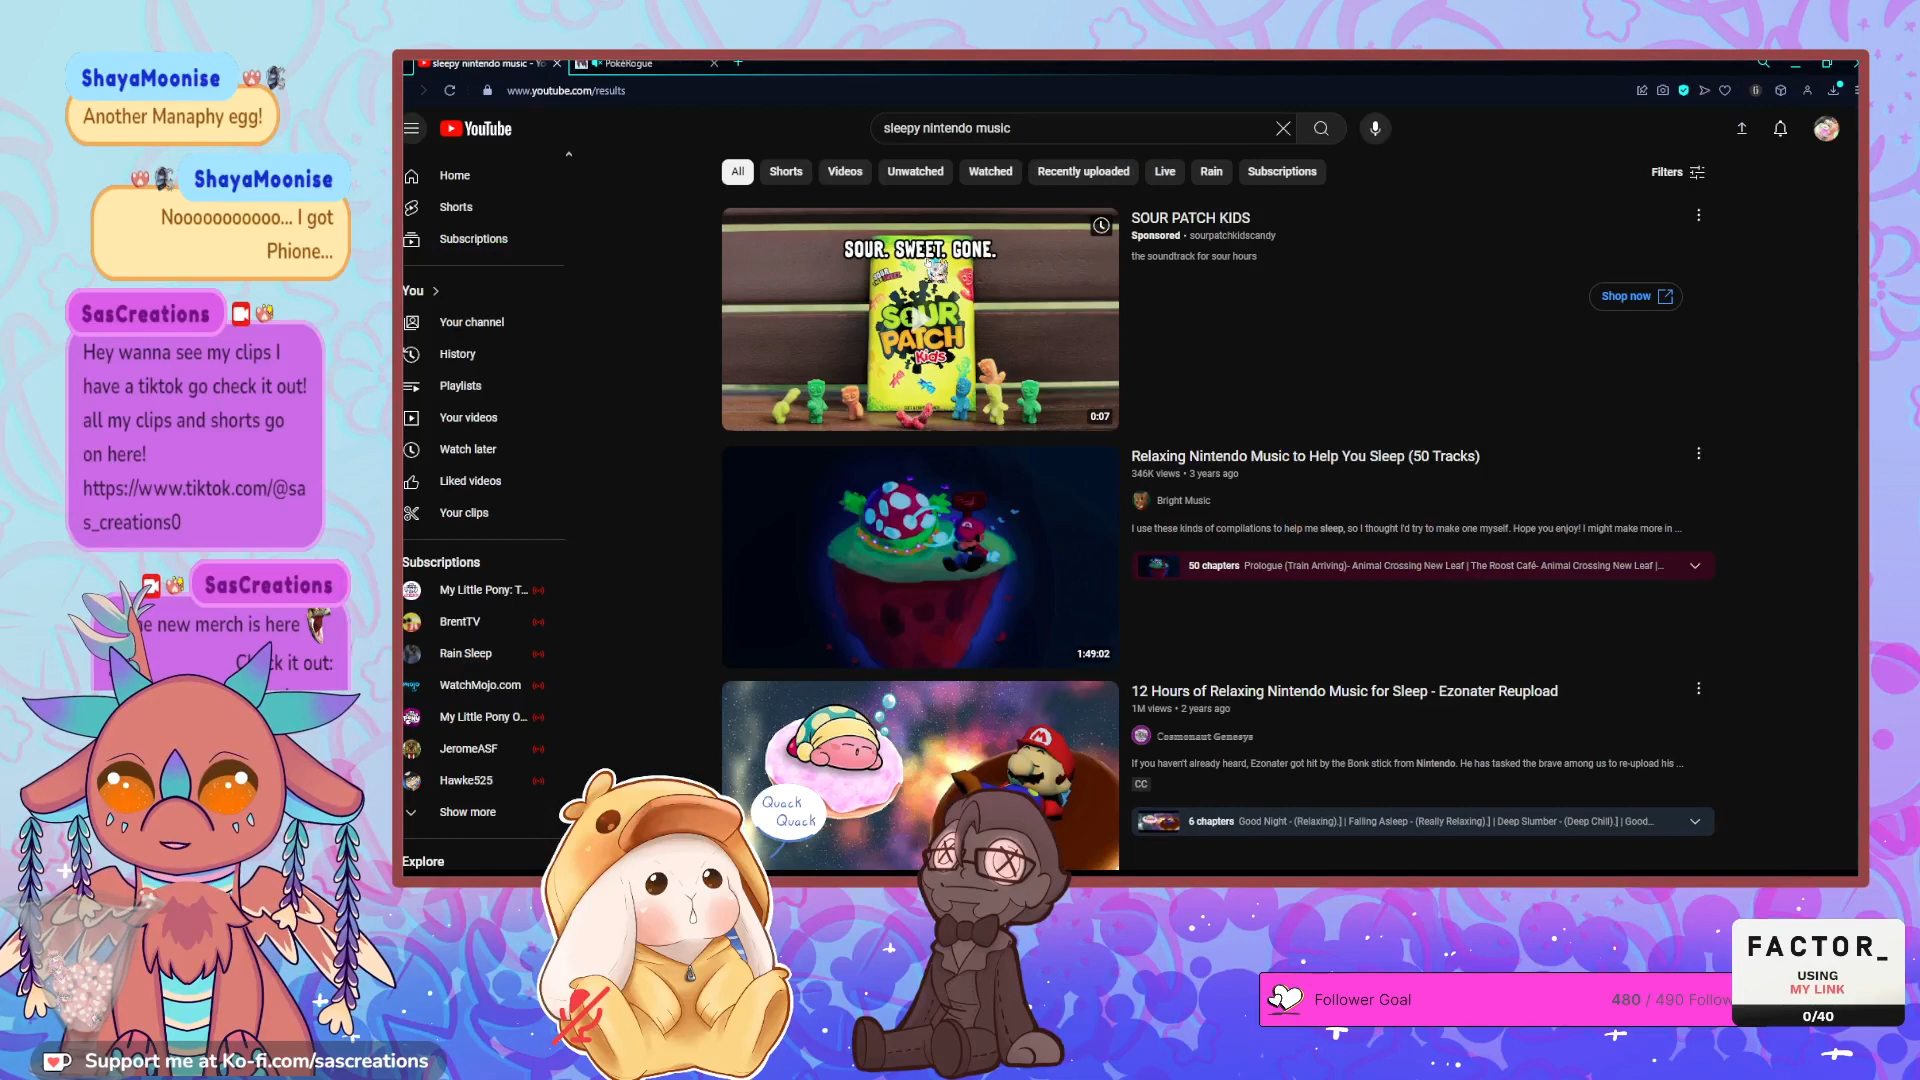 ShayaMoonise
Another Manaphy egg!
ShayaMoonise
Nooooooooooo... I got
Phione...
SasCreations
Hey wanna see my clips I
have a tiktok go check it out!
all my clips and shorts go
on here!
https://www.tiktok.com/@sa
s_creations0
SasCreations
new merch is here
it out:
Support me at Ko-fi.com/sascreations
sleepy nintendo music - Yo
PokéRogue
www.youtube.com/results
YouTube
sleepy nintendo music
Home
Shorts
Subscriptions
You
Your channel
History
Playlists
Your videos
Watch later
Liked videos
Your clips
Subscriptions
My Little Pony: T...
BrentTV
Rain Sleep
WatchMojo.com
My Little Pony O...
JeromeASF
Hawke525
Show more
Explore
All
Shorts
Videos
Unwatched
Watched
Recently uploaded
Live
Rain
Subscriptions
Filters
SOUR. SWEET. GONE.
SOUR
PATCH
Kids
0:07
SOUR PATCH KIDS
Sponsored • sourpatchkidscandy
the soundtrack for sour hours
Shop now
1:49:02
Relaxing Nintendo Music to Help You Sleep (50 Tracks)
346K views • 3 years ago
Bright Music
I use these kinds of compilations to help me sleep, so I thought I'd try to make one myself. Hope you enjoy! I might make more in ...
50 chapters Prologue (Train Arriving)- Animal Crossing New Leaf | The Roost Café- Animal Crossing New Leaf |...
12 Hours of Relaxing Nintendo Music for Sleep - Ezonater Reupload
1M views • 2 years ago
Cosmonaut Genesys
If you haven't already heard, Ezonater got hit by the Bonk stick from Nintendo. He has tasked the brave among us to re-upload his ...
CC
6 chapters Good Night - (Relaxing).] | Falling Asleep - (Really Relaxing).] | Deep Slumber - (Deep Chill).] | Good...
Quack
Quack
Follower Goal
480 / 490 Follow
FACTOR_
USING
MY LINK
0/40